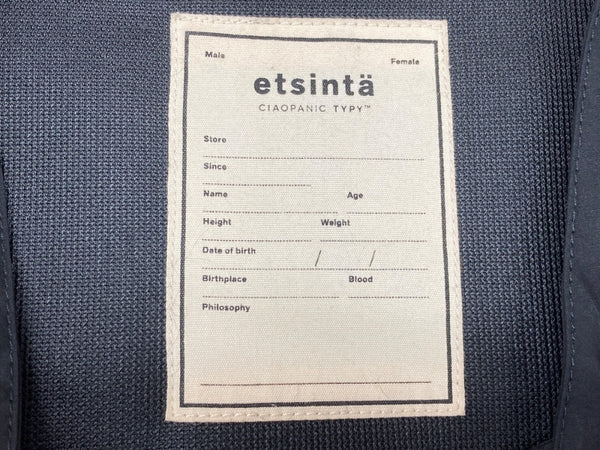 Male Female
etsintä
CIAOPANIC TYPY™
Store
Since
Name Age
Height Weight
Date of birth / /
Birthplace Blood
Philosophy